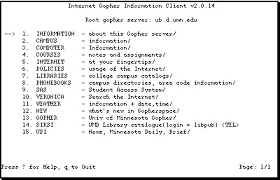 Internet Gopher Information Client v2.0.14
Root gopher server: ub.d.umn.edu
--> 1. INFORMATION - about this Gopher server/
2. CAMPUS - information/
3. COMPUTER - Information/
4. COURSES - notes and assignments/
5. INTERNET - at your fingertips/
6. POLICIES - usage of the Internet/
7. LIBRARIES - college campus catalogs/
8. PHONEBOOKS - campus directories, area code information/
9. SAS - Student Access System/
10. VERONICA - Search the Internet/
11. WEATHER - information + date,time/
12. NEW - what's new in GopherSpace/
13. GOPHER - Univ of Minnesota Gopher/
14. SIRSI - UMD Library catalogue(login = libpub) (TEL)
15. UPI - News, Minnesota Daily, Brief/
Press ? for Help, q to Quit Page: 1/1